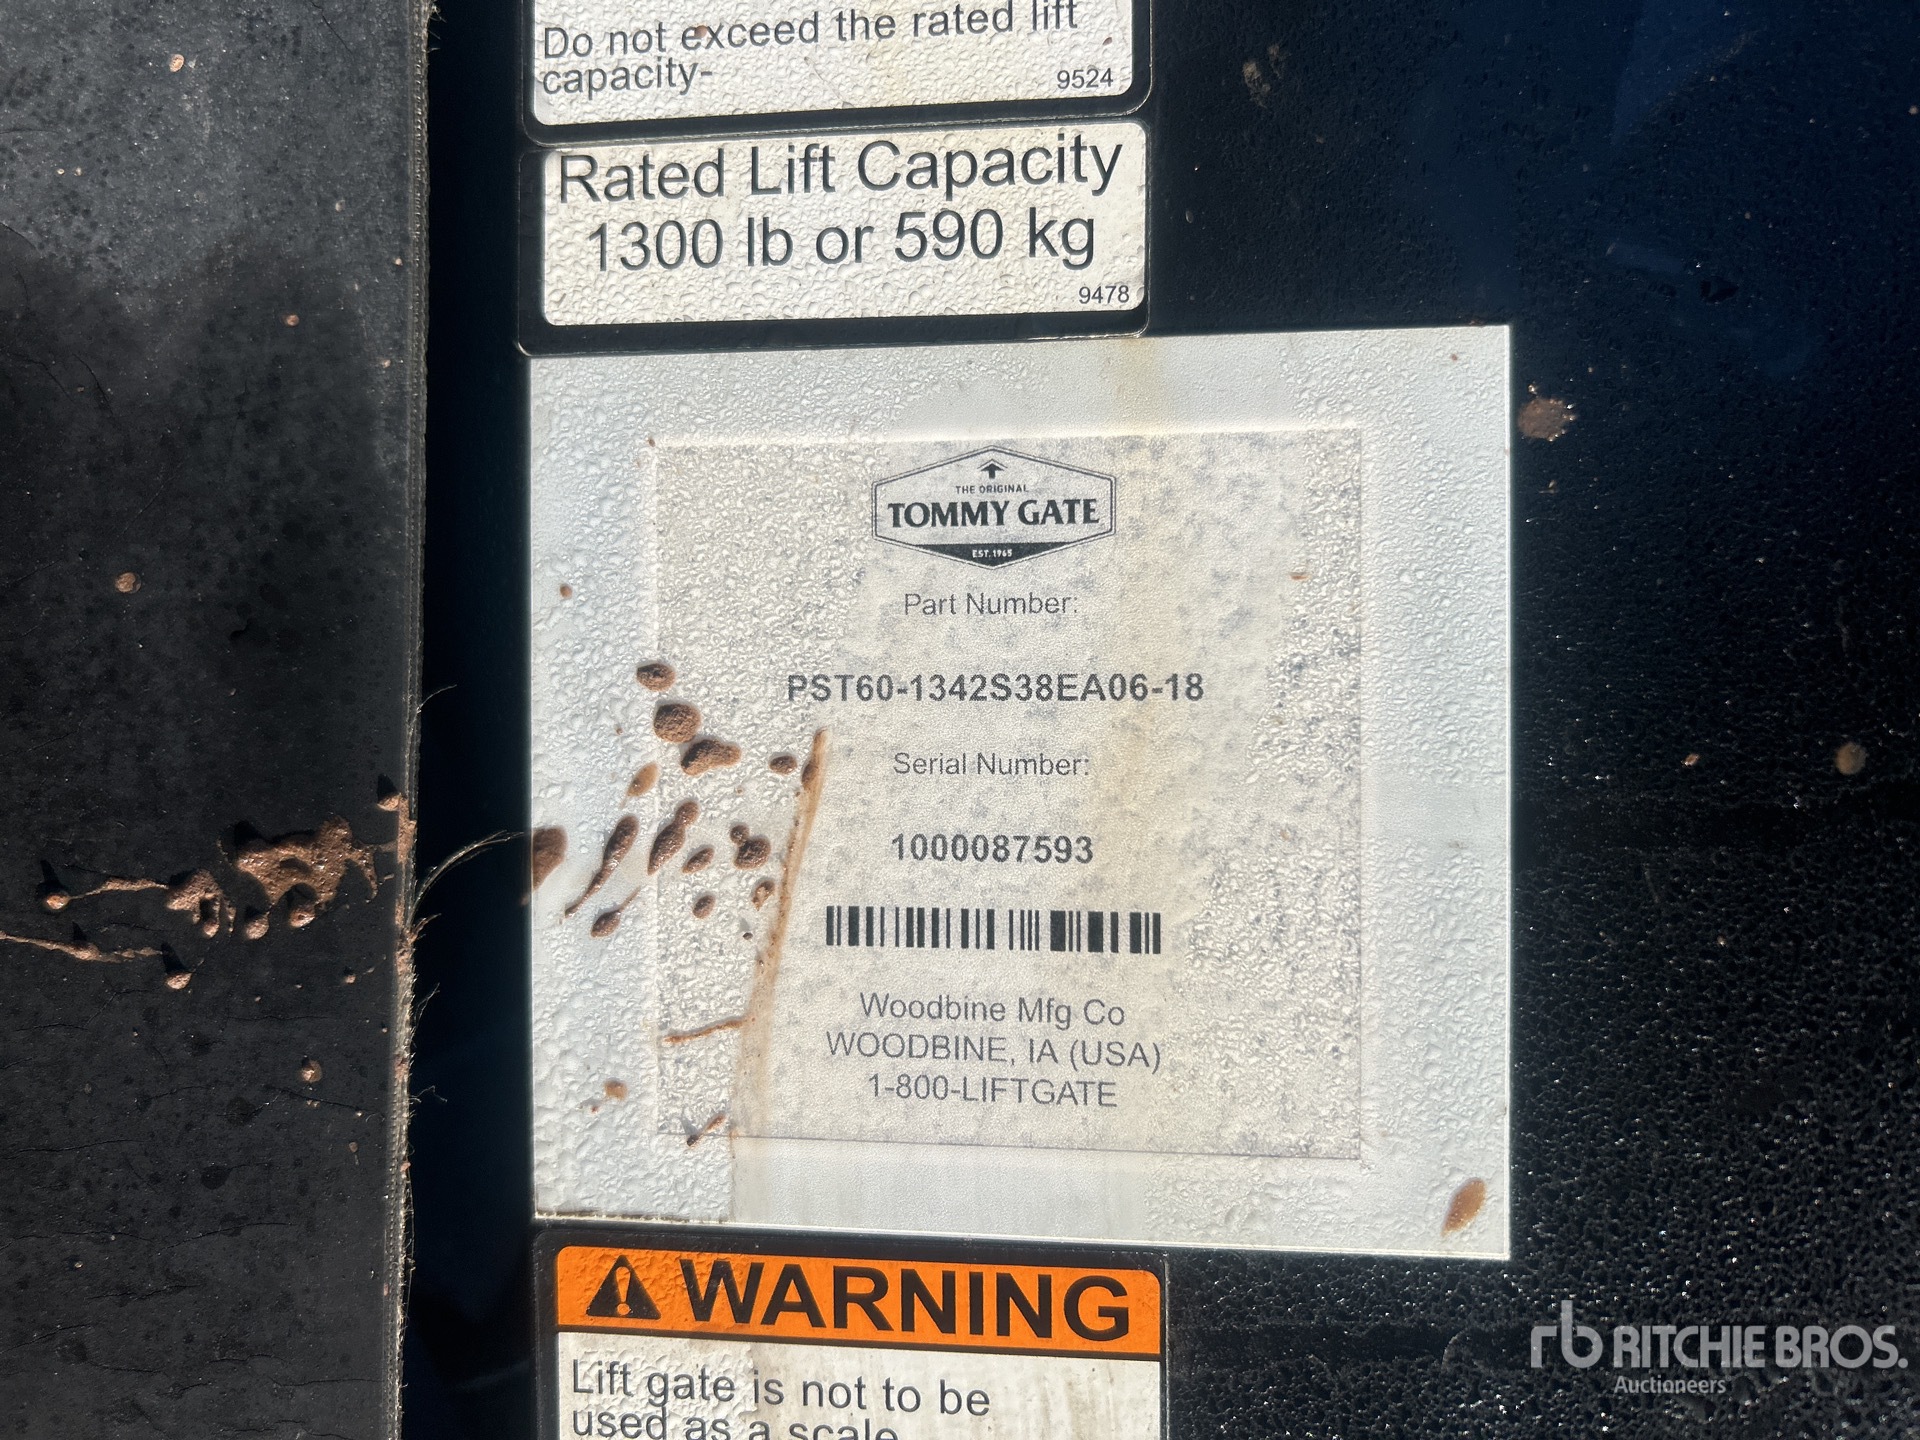 Do not exceed the rated lift
capacity-
9524
Rated Lift Capacity
1300 lb or 590 kg
9478
THE ORIGINAL
TOMMY GATE
EST. 1965
Part Number:
PST60-1342S38EA06-18
Serial Number:
1000087593
Woodbine Mfg Co
WOODBINE, IA (USA)
1-800-LIFTGATE
WARNING
Lift gate is not to be
used as a scale
rb RITCHIE BROS.
Auctioneers